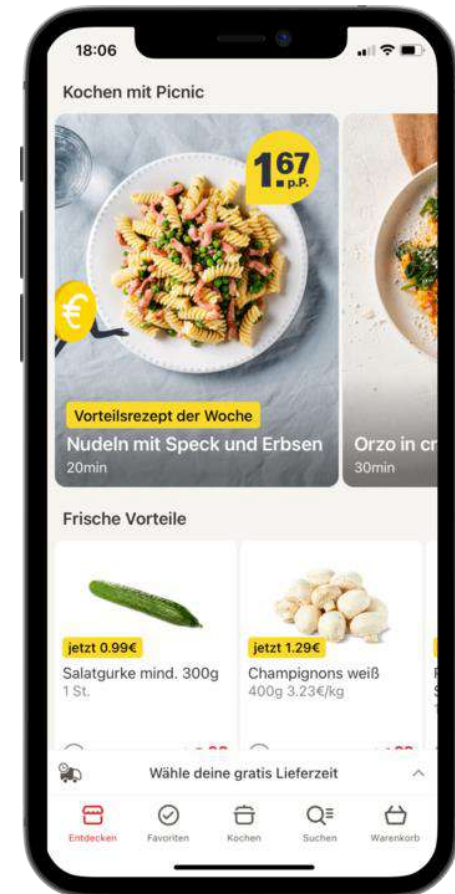 18:06
Kochen mit Picnic
1.67
p.P.
€
Vorteilsrezept der Woche
Nudeln mit Speck und Erbsen
20min
Orzo in cr
30min
Frische Vorteile
jetzt 0.99€
Salatgurke mind. 300g
1 St.
jetzt 1.29€
Champignons weiß
400g 3.23€/kg
Wähle deine gratis Lieferzeit
Entdecken
Favoriten
Kochen
Suchen
Warenkorb